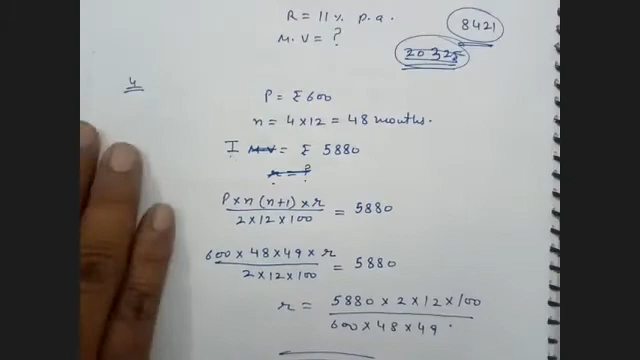 R = 11% p.a.
8421
M.V = ?
20325
4
P = ₹600
n = 4×12 = 48 months.
I M.V = ₹ 5880
r = ?
P×n(n+1)×r / 2×12×100 = 5880
600×48×49×r / 2×12×100 = 5880
r = 5880×2×12×100 / 600×48×49.